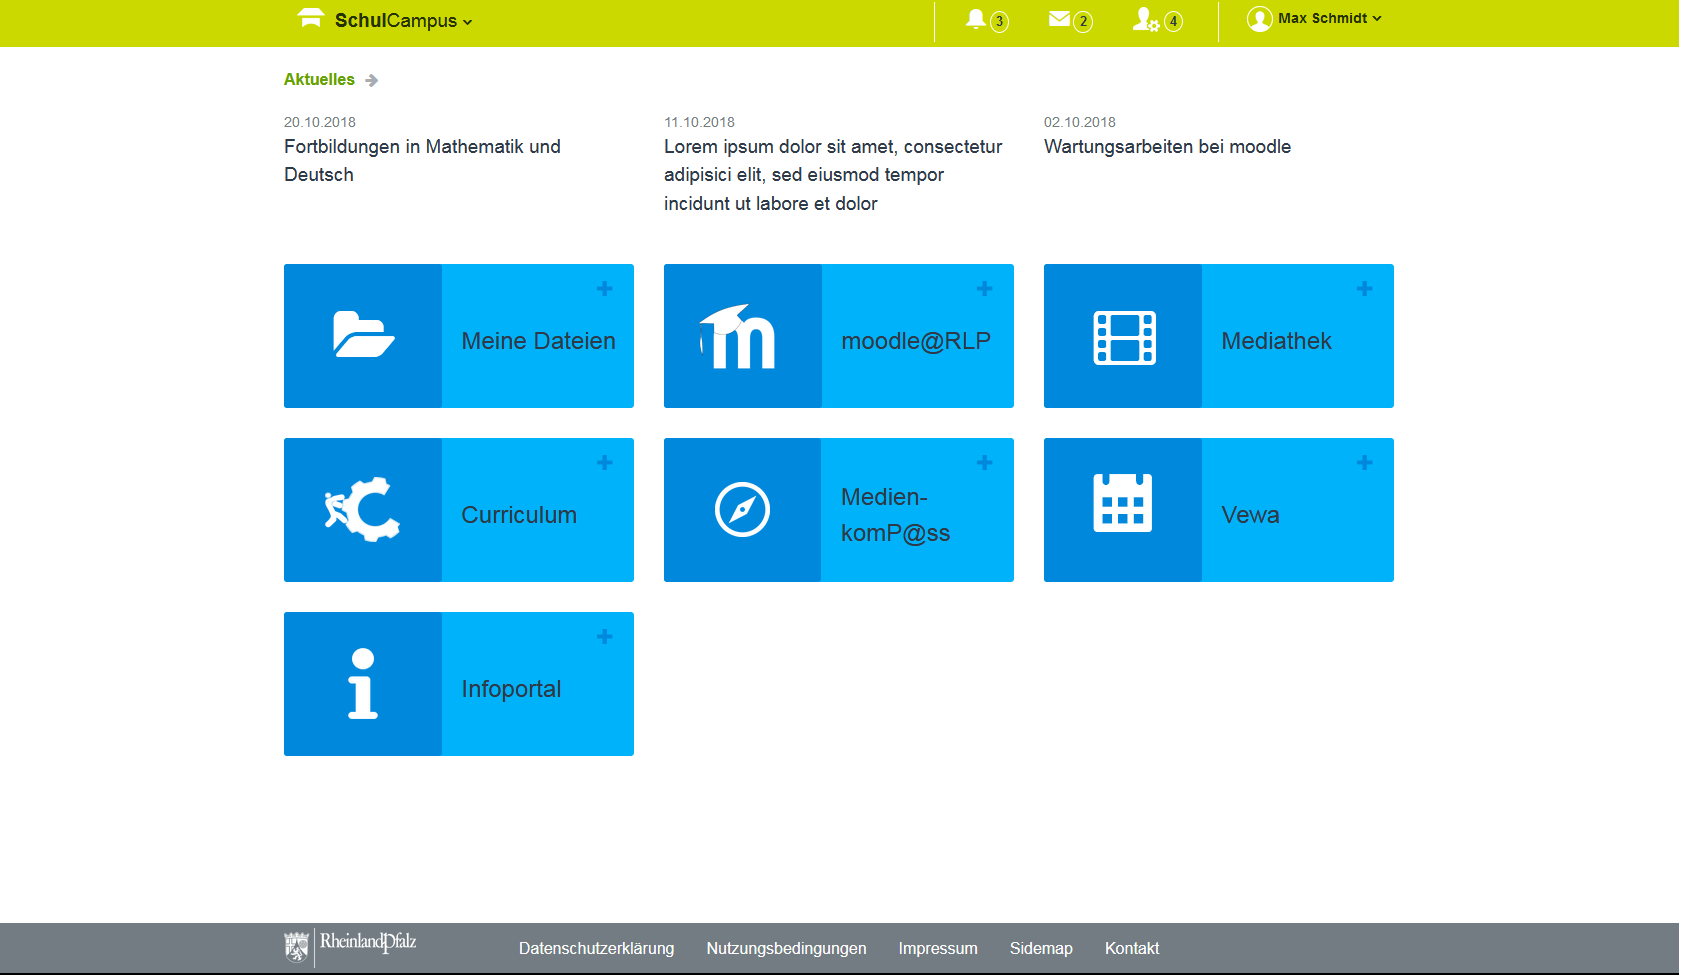 SchulCampus
3
2
4
Max Schmidt
Aktuelles
20.10.2018
Fortbildungen in Mathematik und
Deutsch
11.10.2018
Lorem ipsum dolor sit amet, consectetur
adipisici elit, sed eiusmod tempor
incidunt ut labore et dolor
02.10.2018
Wartungsarbeiten bei moodle
Meine Dateien
m
moodle@RLP
Mediathek
C
Curriculum
Medien-
komP@ss
Vewa
i
Infoportal
RheinlandPfalz
Datenschutzerklärung
Nutzungsbedingungen
Impressum
Sidemap
Kontakt